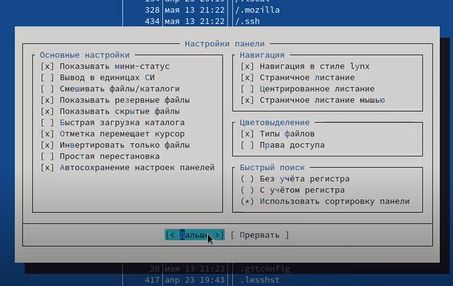 328 мая 13 21:22 /.mozilla
434 мая 13 21:22 /.ssh
Настройки панели
Основные настройки
[x] Показывать мини-статус
[ ] Вывод в единицах СИ
[ ] Смешивать файлы/каталоги
[x] Показывать резервные файлы
[x] Показывать скрытые файлы
[ ] Быстрая загрузка каталога
[x] Отметка перемещает курсор
[x] Инвертировать только файлы
[ ] Простая перестановка
[x] Автосохранение настроек панелей
Навигация
[x] Навигация в стиле lynx
[x] Страничное листание
[ ] Центрированное листание
[x] Страничное листание мышью
Цветовыделение
[x] Типы файлов
[ ] Права доступа
Быстрый поиск
( ) Без учёта регистра
( ) С учётом регистра
(*) Использовать сортировку панели
[< Дальше >] [ Прервать ]
20 мая 13 21:23 .gitconfig
417 апр 23 19:43 .lesshst